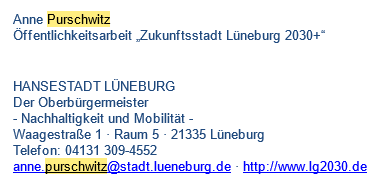 Anne Purschwitz
Öffentlichkeitsarbeit „Zukunftsstadt Lüneburg 2030+“
HANSESTADT LÜNEBURG
Der Oberbürgermeister
- Nachhaltigkeit und Mobilität -
Waagestraße 1 · Raum 5 · 21335 Lüneburg
Telefon: 04131 309-4552
anne.purschwitz@stadt.lueneburg.de · http://www.lg2030.de